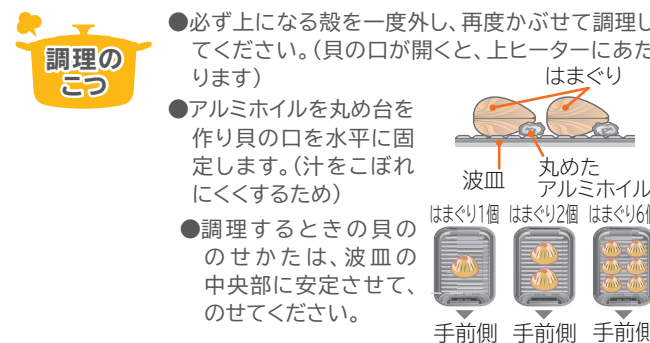 調理の
こつ
●必ず上になる殻を一度外し、再度かぶせて調理し
てください。(貝の口が開くと、上ヒーターにあた
ります)
●アルミホイルを丸め台を
作り貝の口を水平に固
定します。(汁をこぼれ
にくくするため)
はまぐり
波皿
丸めた
アルミホイル
●調理するときの貝の
のせかたは、波皿の
中央部に安定させて、
のせてください。
はまぐり1個 はまぐり2個 はまぐり6個
手前側 手前側 手前側